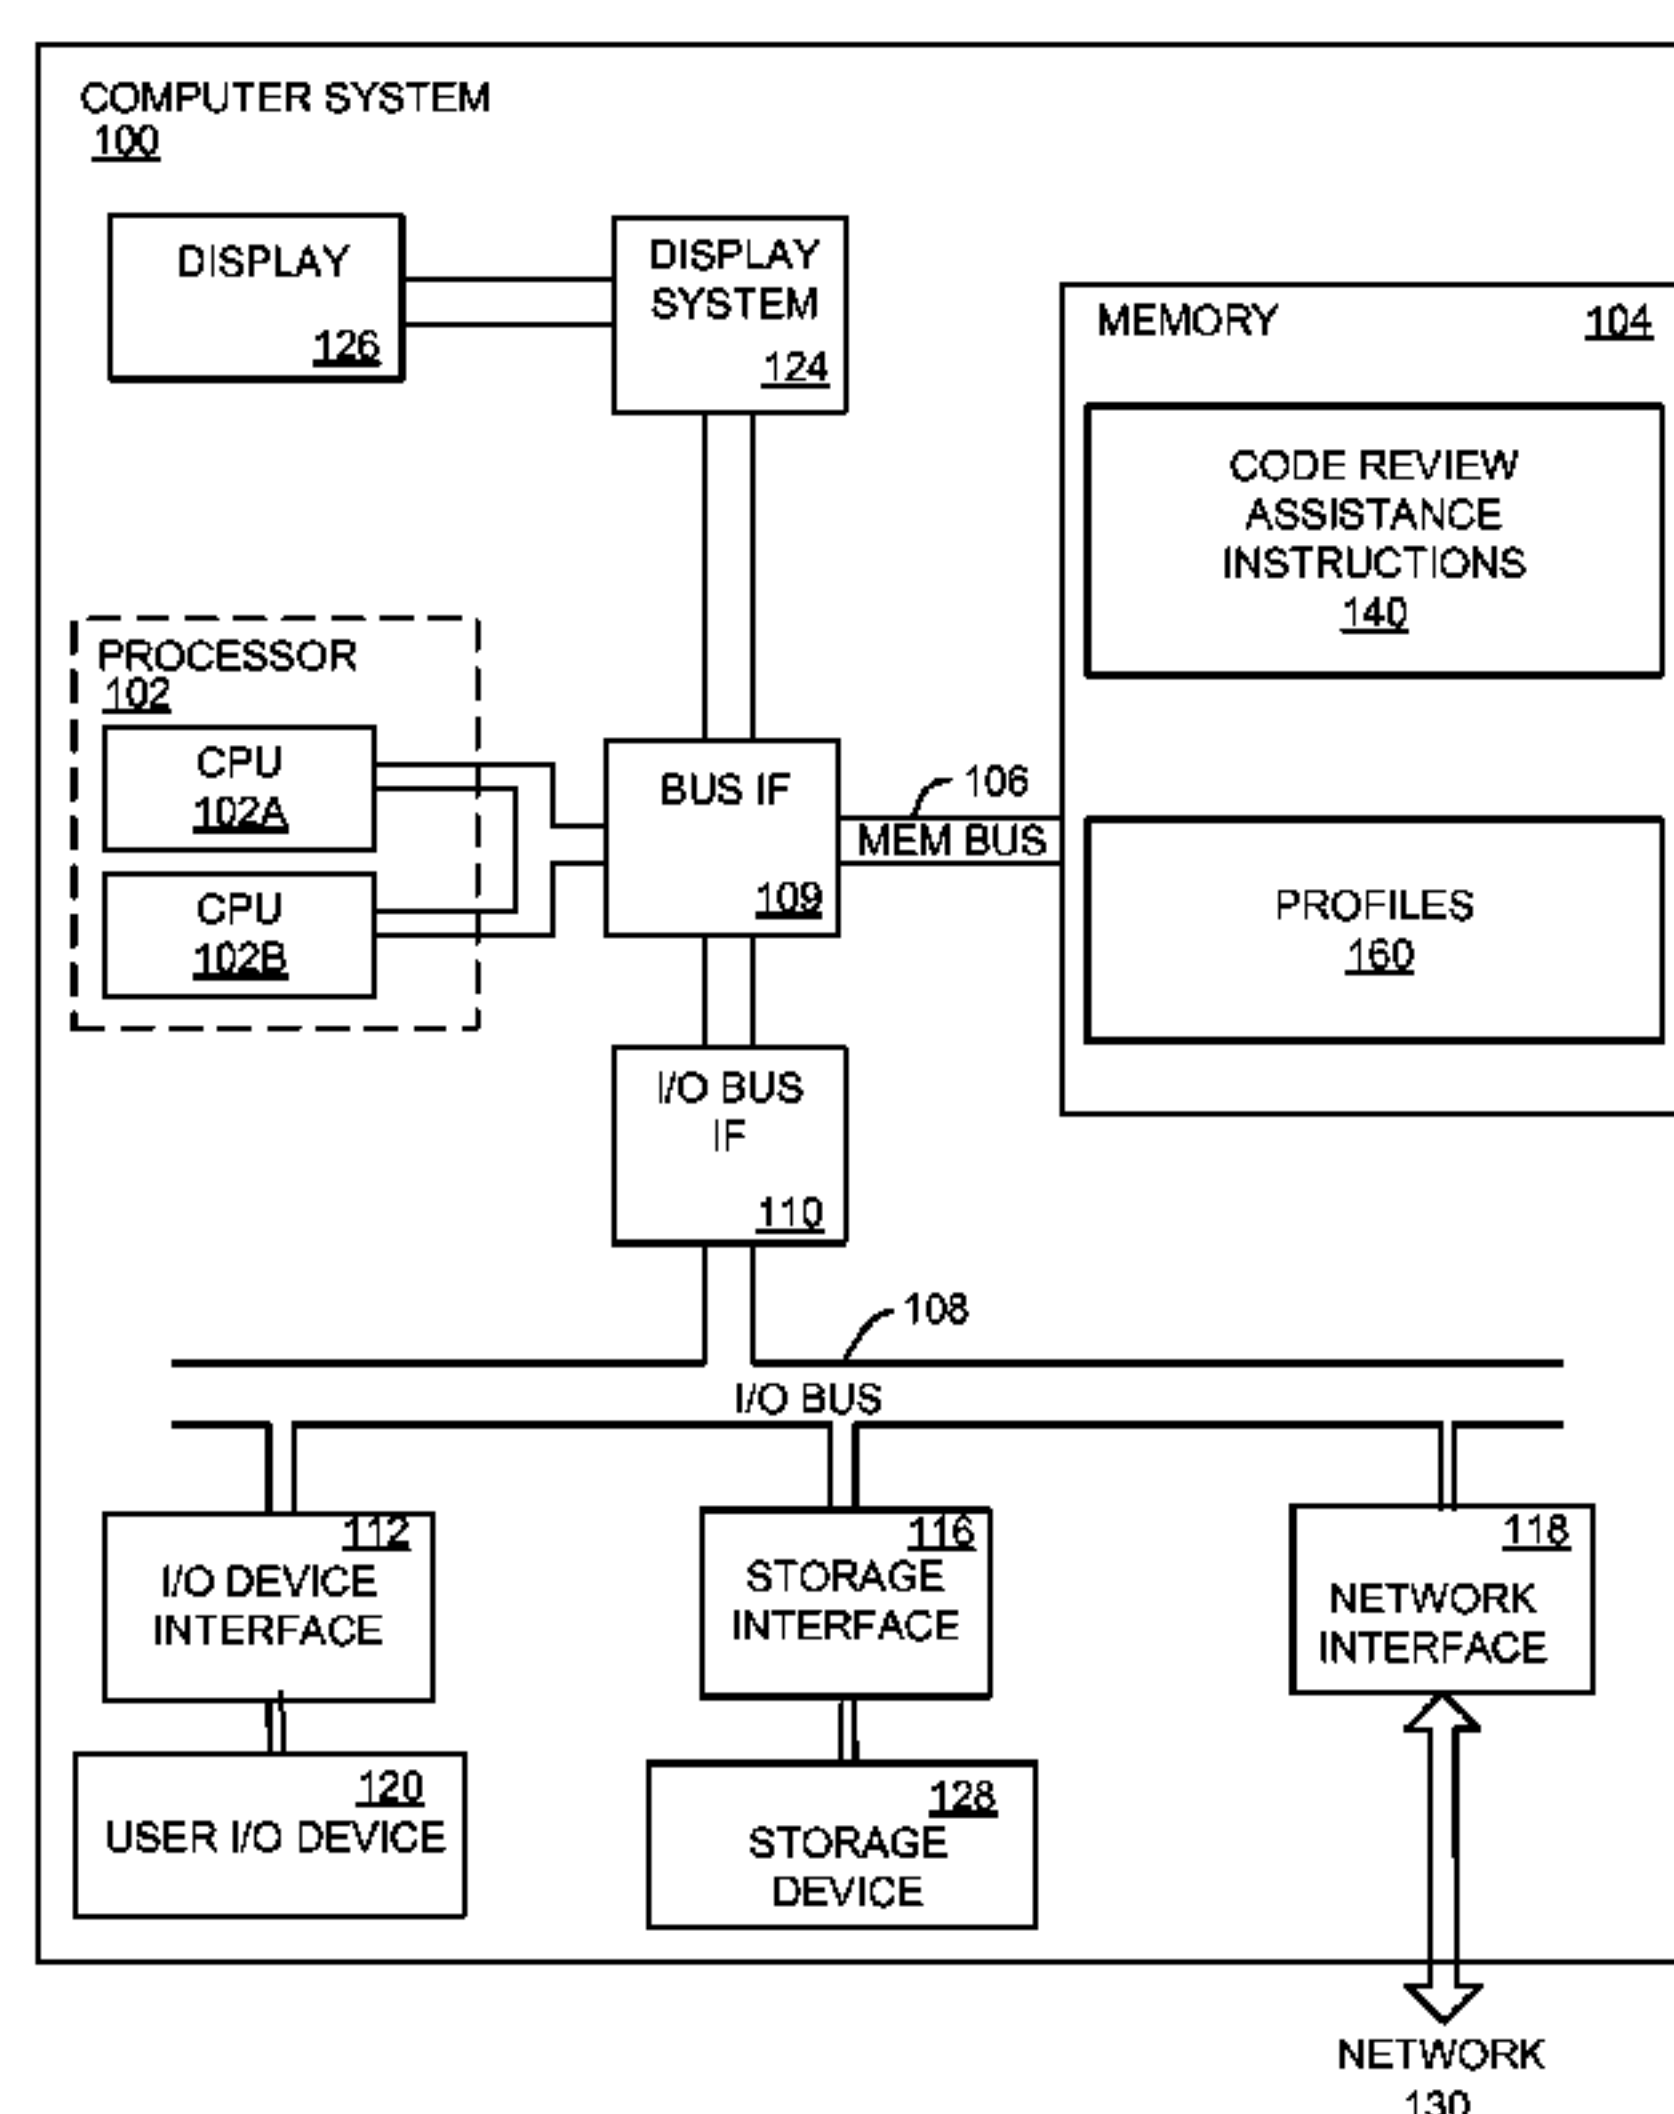 COMPUTER SYSTEM
100
DISPLAY
126
DISPLAY
SYSTEM
124
MEMORY 104
CODE REVIEW
ASSISTANCE
INSTRUCTIONS
140
PROCESSOR
102
CPU
102A
CPU
102B
BUS IF
109
106
MEM BUS
PROFILES
160
I/O BUS
IF
110
108
I/O BUS
112
I/O DEVICE
INTERFACE
116
STORAGE
INTERFACE
118
NETWORK
INTERFACE
120
USER I/O DEVICE
128
STORAGE
DEVICE
NETWORK
130